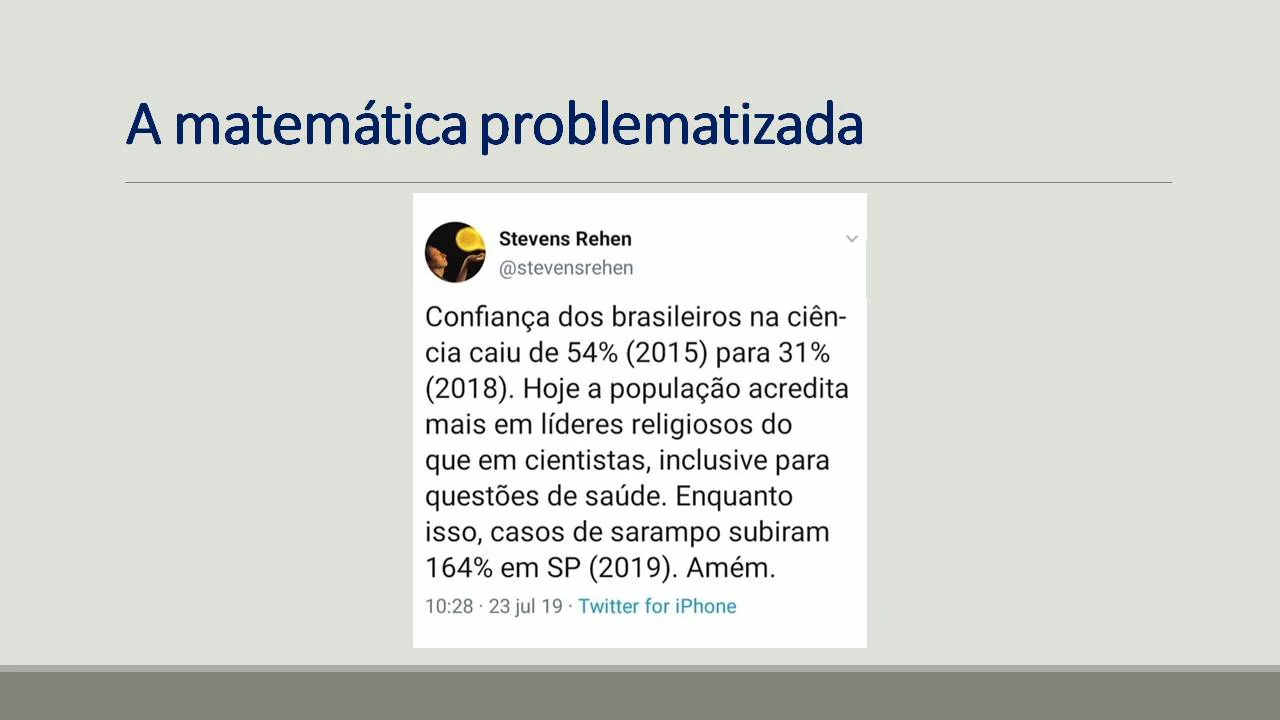 A matemática problematizada
Stevens Rehen
@stevensrehen
Confiança dos brasileiros na ciên-
cia caiu de 54% (2015) para 31%
(2018). Hoje a população acredita
mais em líderes religiosos do
que em cientistas, inclusive para
questões de saúde. Enquanto
isso, casos de sarampo subiram
164% em SP (2019). Amém.
10:28 · 23 jul 19 · Twitter for iPhone